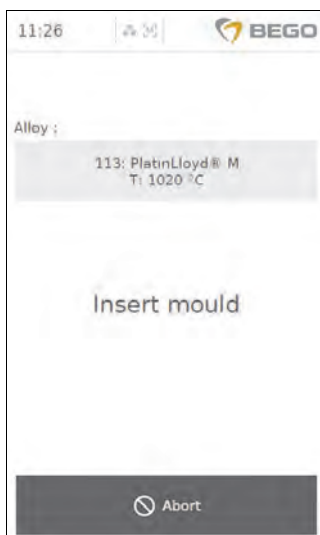 11:26
BEGO
Alloy :
113: PlatinLloyd® M
T: 1020 °C
Insert mould
Abort